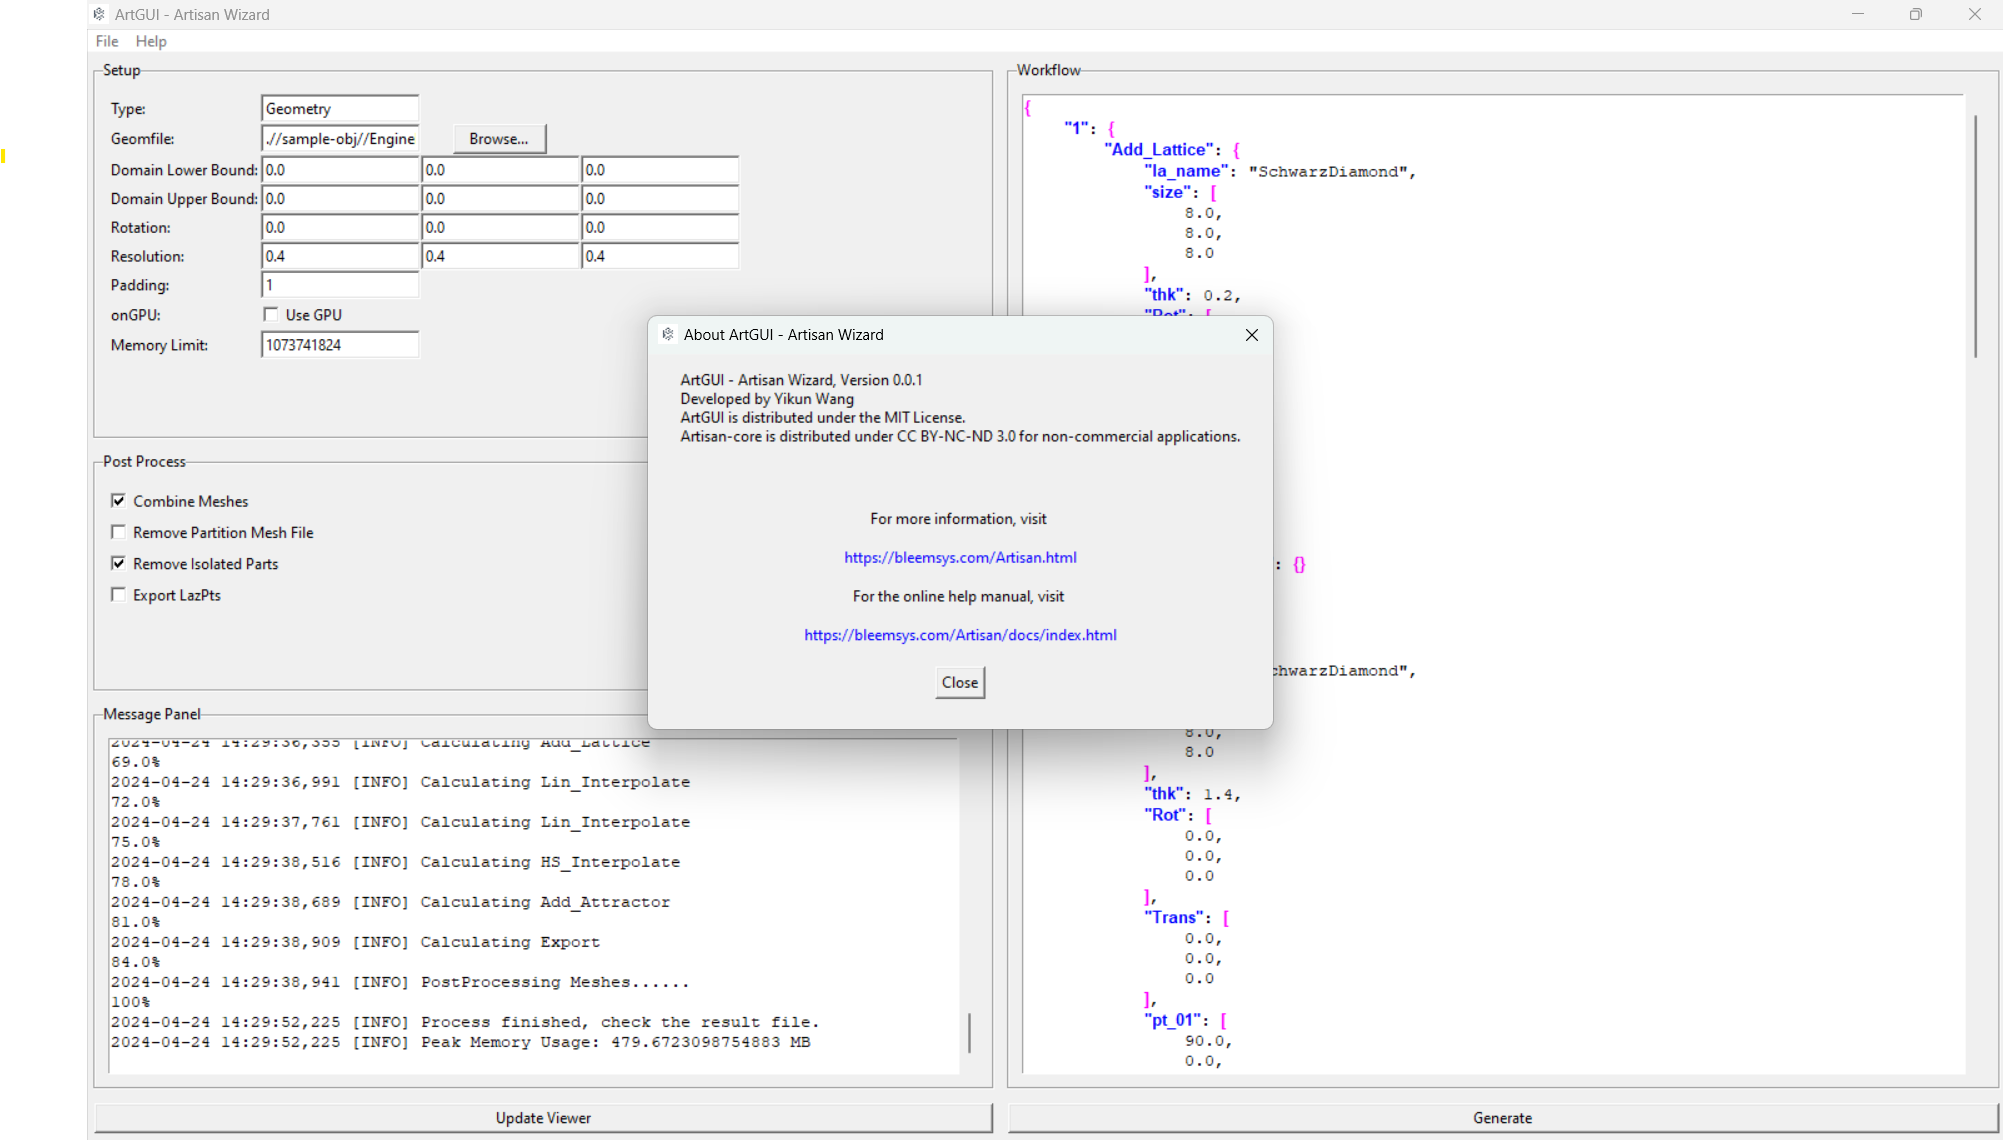 ArtGUI - Artisan Wizard
File Help
Setup
Type: Geometry
Geomfile: .//sample-obj//Engine Browse...
Domain Lower Bound: 0.0 0.0 0.0
Domain Upper Bound: 0.0 0.0 0.0
Rotation: 0.0 0.0 0.0
Resolution: 0.4 0.4 0.4
Padding: 1
onGPU: Use GPU
Memory Limit: 1073741824
Post Process
Combine Meshes
Remove Partition Mesh File
Remove Isolated Parts
Export LazPts
Message Panel
2024-04-24 14:29:36,355 [INFO] Calculating Add_Lattice
69.0%
2024-04-24 14:29:36,991 [INFO] Calculating Lin_Interpolate
72.0%
2024-04-24 14:29:37,761 [INFO] Calculating Lin_Interpolate
75.0%
2024-04-24 14:29:38,516 [INFO] Calculating HS_Interpolate
78.0%
2024-04-24 14:29:38,689 [INFO] Calculating Add_Attractor
81.0%
2024-04-24 14:29:38,909 [INFO] Calculating Export
84.0%
2024-04-24 14:29:38,941 [INFO] PostProcessing Meshes......
100%
2024-04-24 14:29:52,225 [INFO] Process finished, check the result file.
2024-04-24 14:29:52,225 [INFO] Peak Memory Usage: 479.6723098754883 MB
Update Viewer
About ArtGUI - Artisan Wizard
ArtGUI - Artisan Wizard, Version 0.0.1
Developed by Yikun Wang
ArtGUI is distributed under the MIT License.
Artisan-core is distributed under CC BY-NC-ND 3.0 for non-commercial applications.
For more information, visit
https://bleemsys.com/Artisan.html
For the online help manual, visit
https://bleemsys.com/Artisan/docs/index.html
Close
Workflow
{
"1": {
"Add_Lattice": {
"la_name": "SchwarzDiamond",
"size": [
8.0,
8.0,
8.0
],
"thk": 0.2,
"Rot": [
: {}
chwarzDiamond",
8.0,
8.0
],
"thk": 1.4,
"Rot": [
0.0,
0.0,
0.0
],
"Trans": [
0.0,
0.0,
0.0
],
"pt_01": [
90.0,
0.0,
Generate